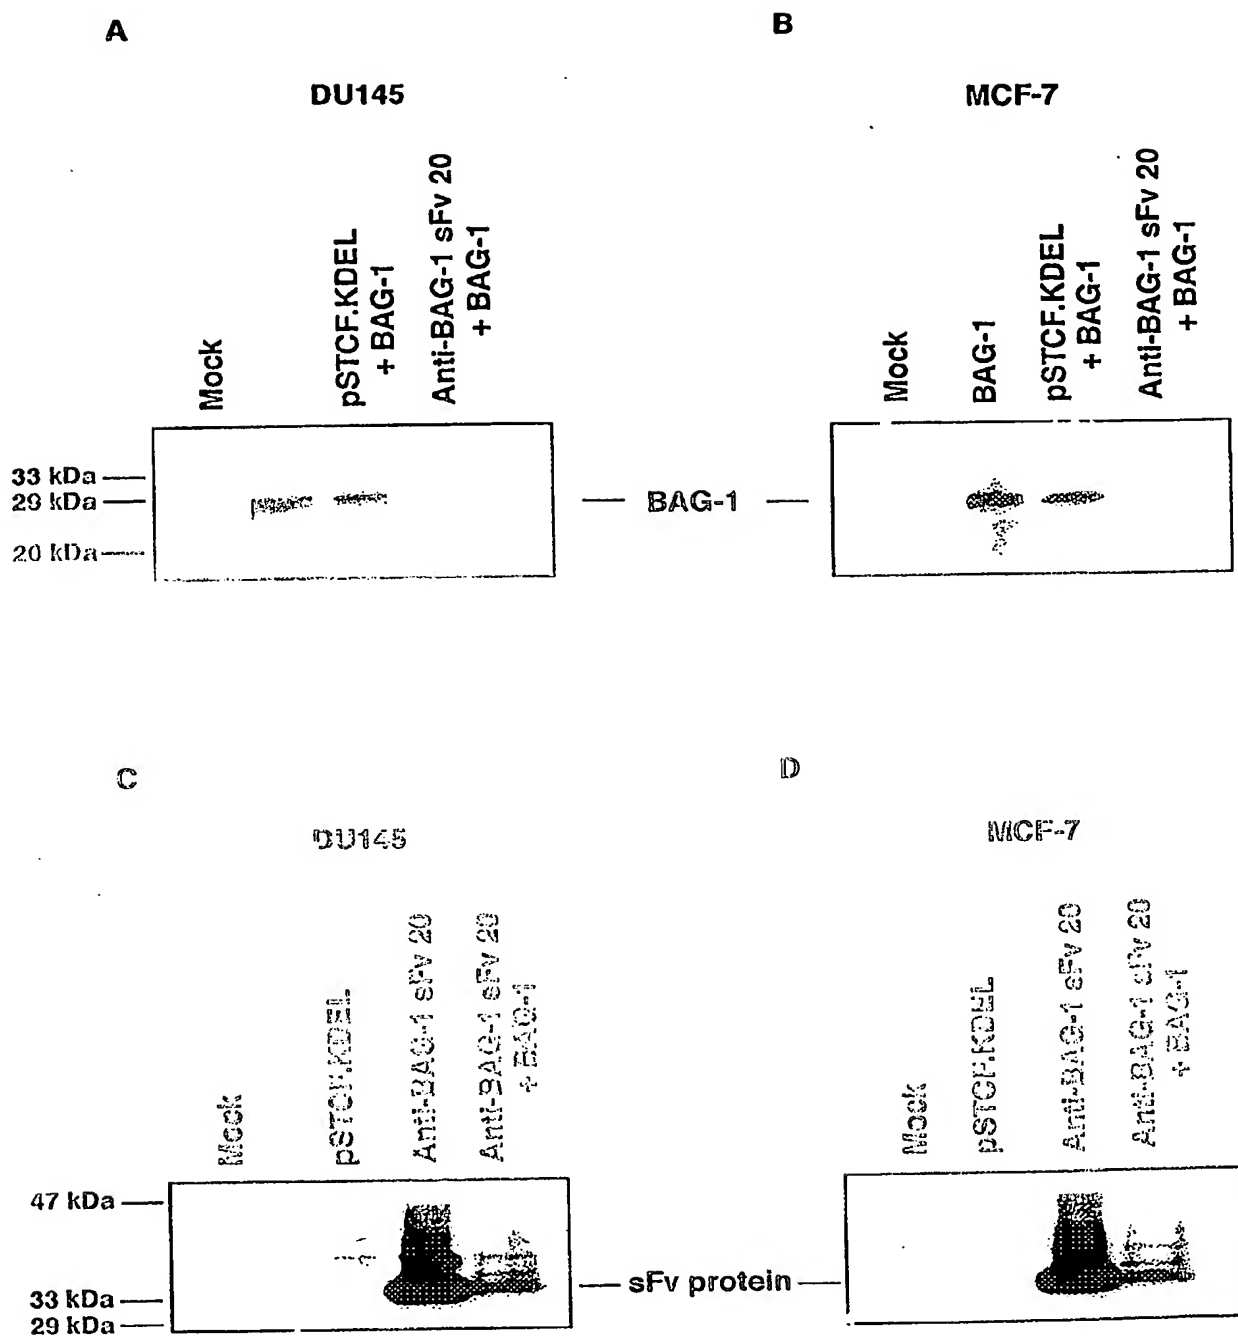 A
B
DU145
MCF-7
Mock
pSTCF.KDEL
+ BAG-1
Anti-BAG-1 sFv 20
+ BAG-1
Mock
BAG-1
pSTCF.KDEL
+ BAG-1
Anti-BAG-1 sFv 20
+ BAG-1
33 kDa
29 kDa
20 kDa
BAG-1
C
D
DU145
MCF-7
Mock
pSTCF.KDEL
Anti-BAG-1 sFv 20
Anti-BAG-1 sFv 20
+ BAG-1
Mock
pSTCF.KDEL
Anti-BAG-1 sFv 20
Anti-BAG-1 sFv 20
+ BAG-1
47 kDa
33 kDa
29 kDa
sFv protein